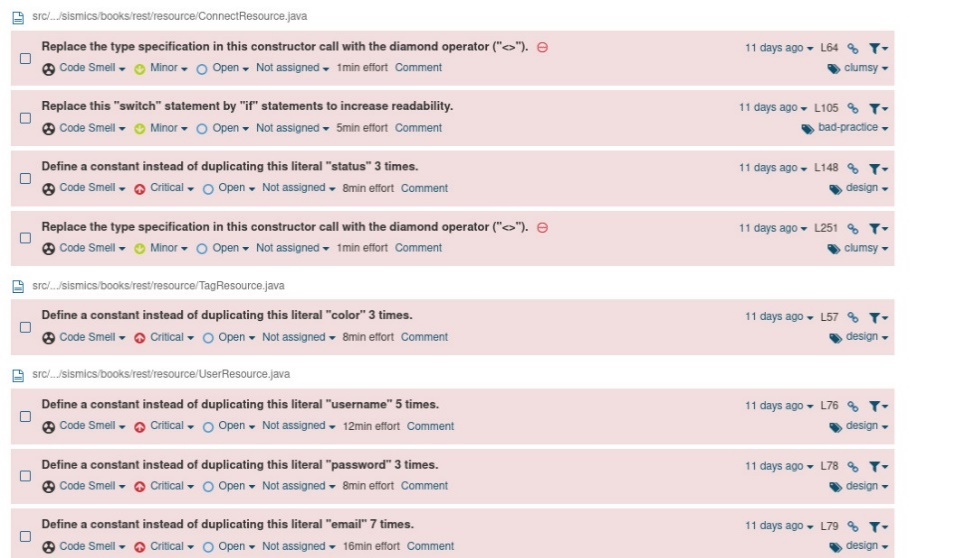 src/.../sismics/books/rest/resource/ConnectResource.java
Replace the type specification in this constructor call with the diamond operator ("<>"). 11 days ago L64
Code Smell Minor Open Not assigned 1min effort Comment clumsy
Replace this "switch" statement by "if" statements to increase readability. 11 days ago L105
Code Smell Minor Open Not assigned 5min effort Comment bad-practice
Define a constant instead of duplicating this literal "status" 3 times. 11 days ago L148
Code Smell Critical Open Not assigned 8min effort Comment design
Replace the type specification in this constructor call with the diamond operator ("<>"). 11 days ago L251
Code Smell Minor Open Not assigned 1min effort Comment clumsy
src/.../sismics/books/rest/resource/TagResource.java
Define a constant instead of duplicating this literal "color" 3 times. 11 days ago L57
Code Smell Critical Open Not assigned 8min effort Comment design
src/.../sismics/books/rest/resource/UserResource.java
Define a constant instead of duplicating this literal "username" 5 times. 11 days ago L76
Code Smell Critical Open Not assigned 12min effort Comment design
Define a constant instead of duplicating this literal "password" 3 times. 11 days ago L78
Code Smell Critical Open Not assigned 8min effort Comment design
Define a constant instead of duplicating this literal "email" 7 times. 11 days ago L79
Code Smell Critical Open Not assigned 16min effort Comment design